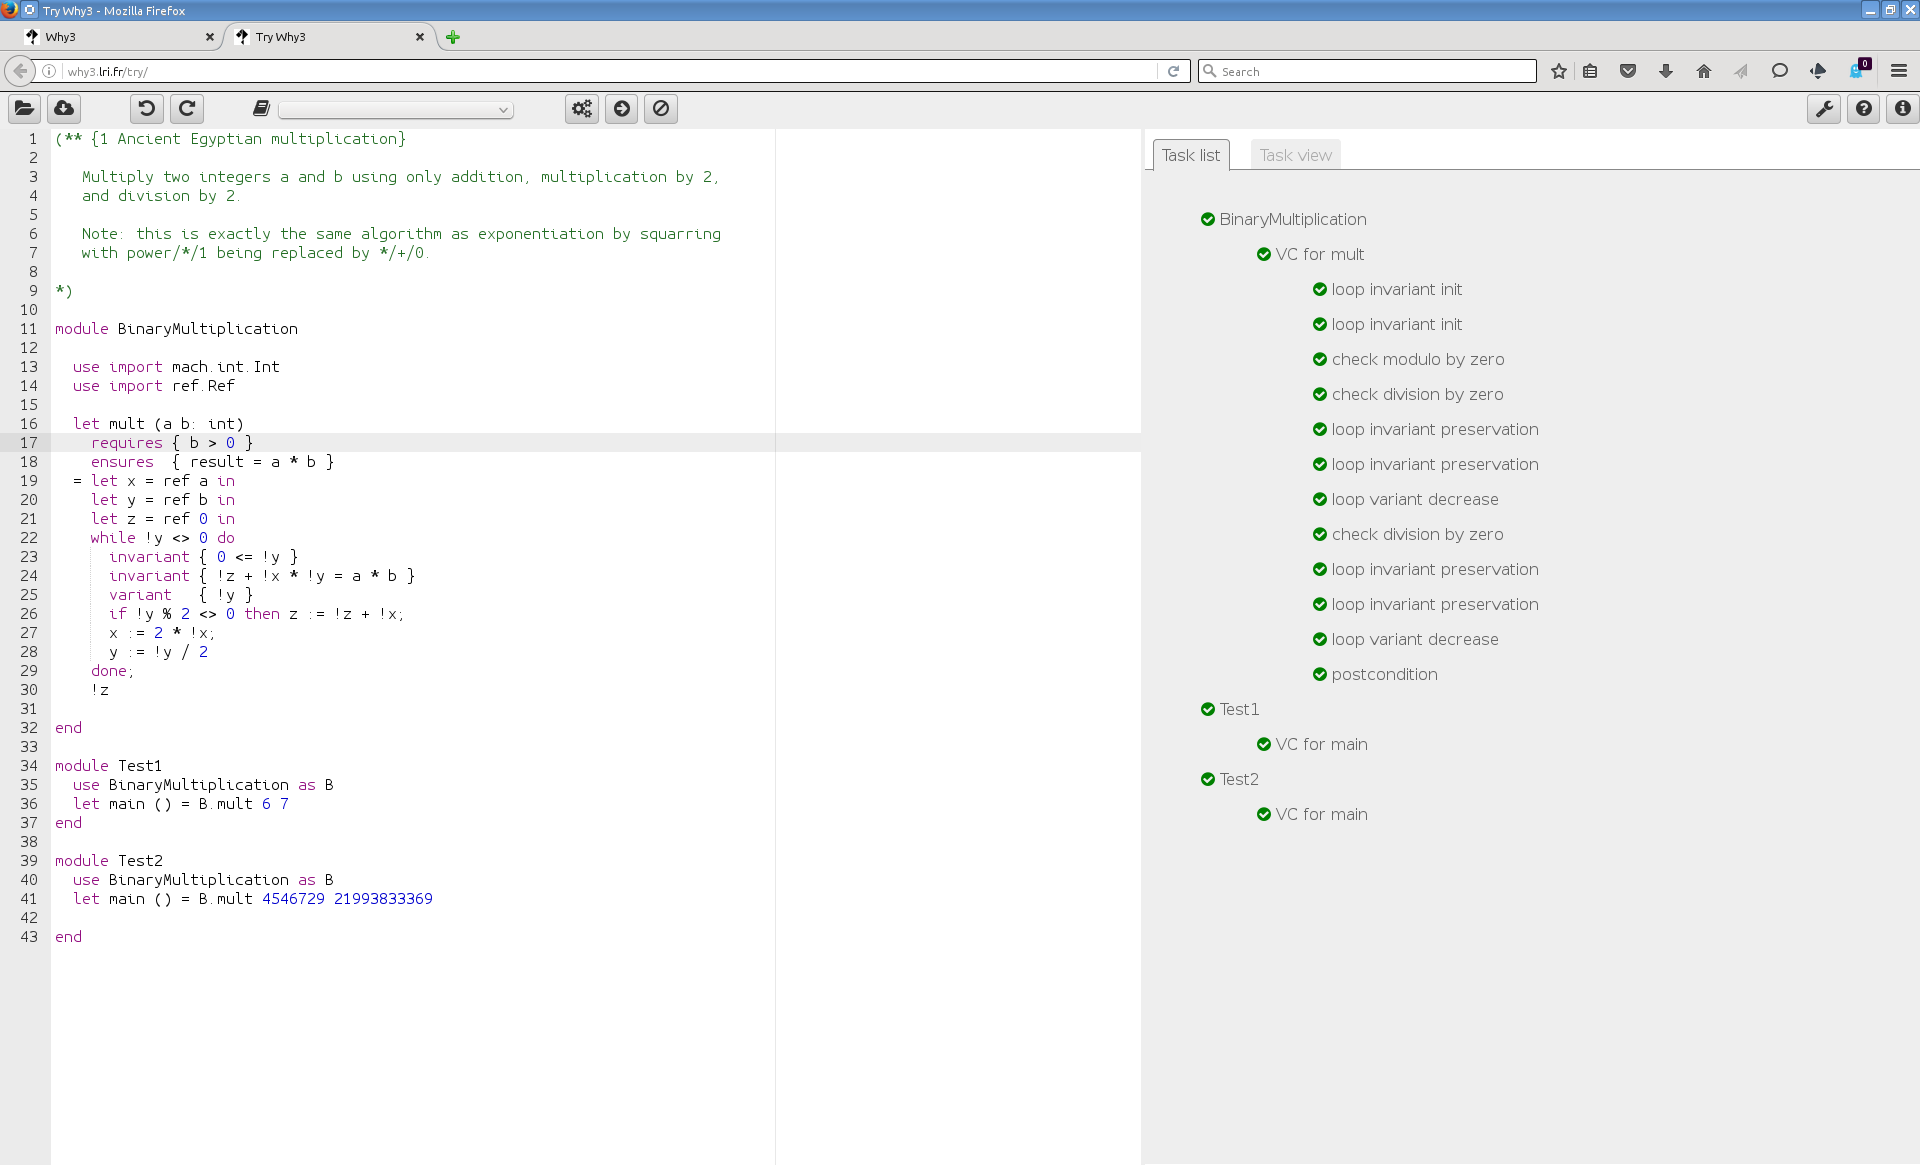 Try Why3 - Mozilla Firefox
Why3
Try Why3
why3.lri.fr/try/
Search
0
1 (** {1 Ancient Egyptian multiplication}
2
3 Multiply two integers a and b using only addition, multiplication by 2,
4 and division by 2.
5
6 Note: this is exactly the same algorithm as exponentiation by squarring
7 with power/*/1 being replaced by */+/0.
8
9 *)
10
11 module BinaryMultiplication
12
13 use import mach.int.Int
14 use import ref.Ref
15
16 let mult (a b: int)
17 requires { b > 0 }
18 ensures { result = a * b }
19 = let x = ref a in
20 let y = ref b in
21 let z = ref 0 in
22 while !y <> 0 do
23 invariant { 0 <= !y }
24 invariant { !z + !x * !y = a * b }
25 variant { !y }
26 if !y % 2 <> 0 then z := !z + !x;
27 x := 2 * !x;
28 y := !y / 2
29 done;
30 !z
31
32 end
33
34 module Test1
35 use BinaryMultiplication as B
36 let main () = B.mult 6 7
37 end
38
39 module Test2
40 use BinaryMultiplication as B
41 let main () = B.mult 4546729 21993833369
42
43 end
Task list
Task view
BinaryMultiplication
VC for mult
loop invariant init
loop invariant init
check modulo by zero
check division by zero
loop invariant preservation
loop invariant preservation
loop variant decrease
check division by zero
loop invariant preservation
loop invariant preservation
loop variant decrease
postcondition
Test1
VC for main
Test2
VC for main